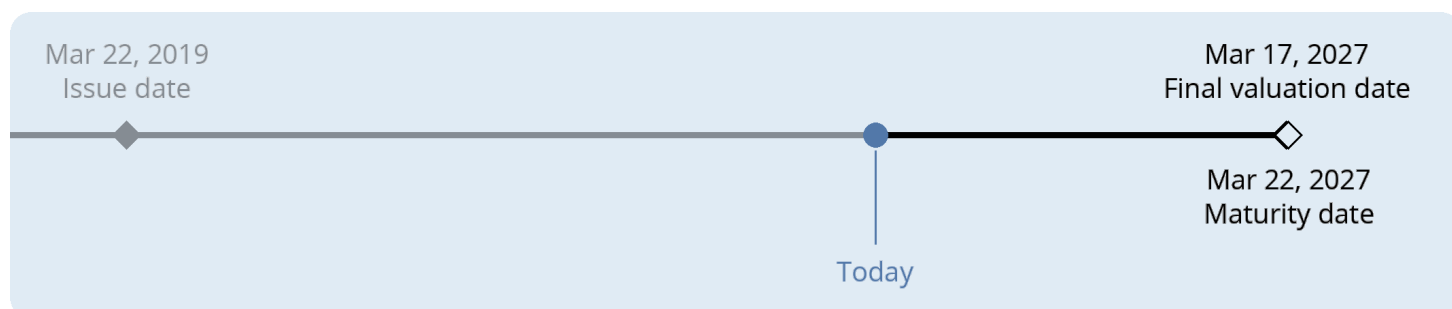 Mar 22, 2019
Issue date
Mar 17, 2027
Final valuation date
Mar 22, 2027
Maturity date
Today